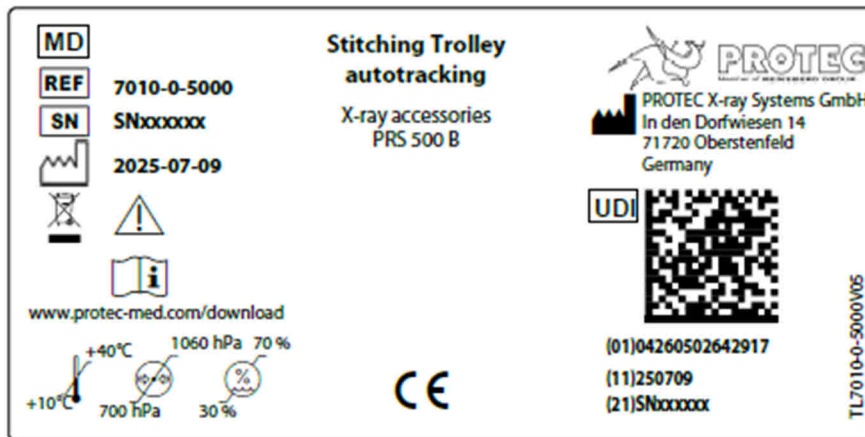 MD
REF 7010-0-5000
SN SNxxxxxx
2025-07-09
i
www.protec-med.com/download
+40°C
+10°C
1060 hPa
700 hPa
70 %
%
30 %
Stitching Trolley
autotracking
X-ray accessories
PRS 500 B
CE
PROTEC
PROTEC X-ray Systems GmbH
In den Dorfwiesen 14
71720 Oberstenfeld
Germany
UDI
(01)04260502642917
(11)250709
(21)SNxxxxxx
TL7010-0-5000V05